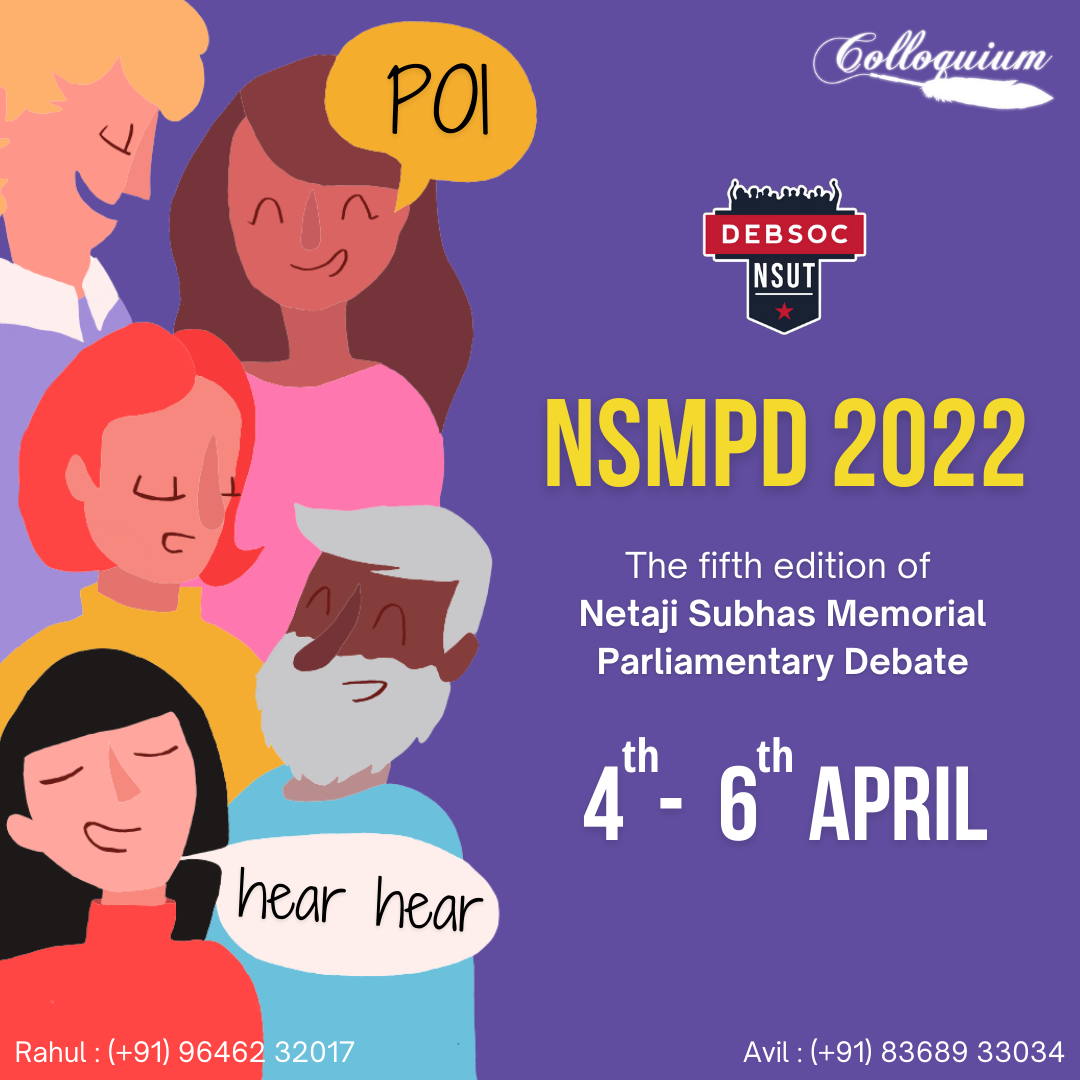 POI
Colloquium
DEBSOC
NSUT
NSMPD 2022
The fifth edition of
Netaji Subhas Memorial
Parliamentary Debate
4th - 6th APRIL
hear hear
Rahul : (+91) 96462 32017
Avil : (+91) 83689 33034